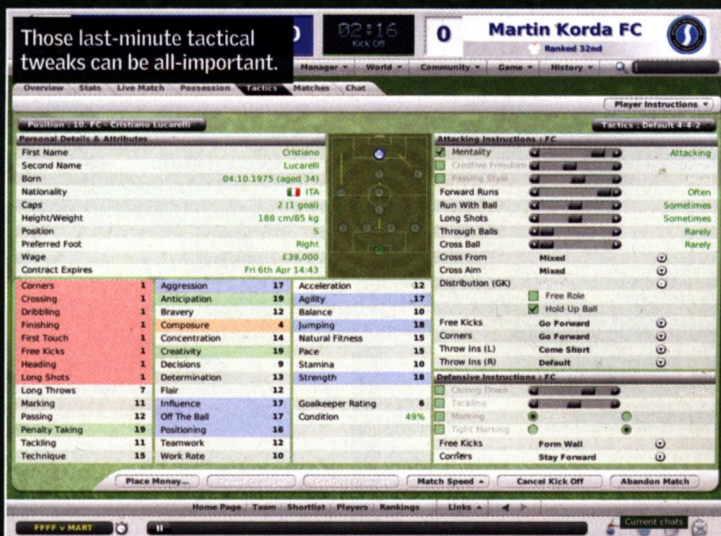 Those last-minute tactical
tweaks can be all-important.
0
02:16
Kick Off
0
Martin Korda FC
Ranked 32nd
Manager
World
Community
Game
History
Overview
Stats
Live Match
Possession
Tactics
Matches
Chat
Player Instructions
Position : 10. FC - Cristiano Lucarelli
Tactics : Default 4-4-2
Personal Details & Attributes
First Name Cristiano
Second Name Lucarelli
Born 04.10.1975 (aged 34)
Nationality ITA
Caps 2 (1 goal)
Height/Weight 188 cm/85 kg
Position S
Preferred Foot Right
Wage £39,000
Contract Expires Fri 6th Apr 14:43
Corners 1
Crossing 1
Dribbling 1
Finishing 1
First Touch 1
Free Kicks 1
Heading 1
Long Shots 1
Long Throws 7
Marking 11
Passing 12
Penalty Taking 19
Tackling 11
Technique 15
Aggression 17
Anticipation 19
Bravery 12
Composure 4
Concentration 14
Creativity 19
Decisions 9
Determination 13
Flair 12
Influence 17
Off The Ball 17
Positioning 16
Teamwork 12
Work Rate 10
Acceleration 12
Agility 17
Balance 10
Jumping 18
Natural Fitness 15
Pace 15
Stamina 10
Strength 18
Goalkeeper Rating 6
Condition 49%
Attacking Instructions : FC
Mentality Attacking
Creative Freedom
Passing Style
Forward Runs Often
Run With Ball Sometimes
Long Shots Sometimes
Through Balls Rarely
Cross Ball Rarely
Cross From Mixed
Cross Aim Mixed
Distribution (GK)
Free Role
Hold Up Ball
Free Kicks Go Forward
Corners Go Forward
Throw Ins (L) Come Short
Throw Ins (R) Default
Defensive Instructions : FC
Closing Down
Tackling
Marking
Tight Marking
Free Kicks Form Wall
Corners Stay Forward
Place Money...
Match Speed
Cancel Kick Off
Abandon Match
Home Page
Team
Shortlist
Players
Rankings
Links
FFFF v MART
Current chats